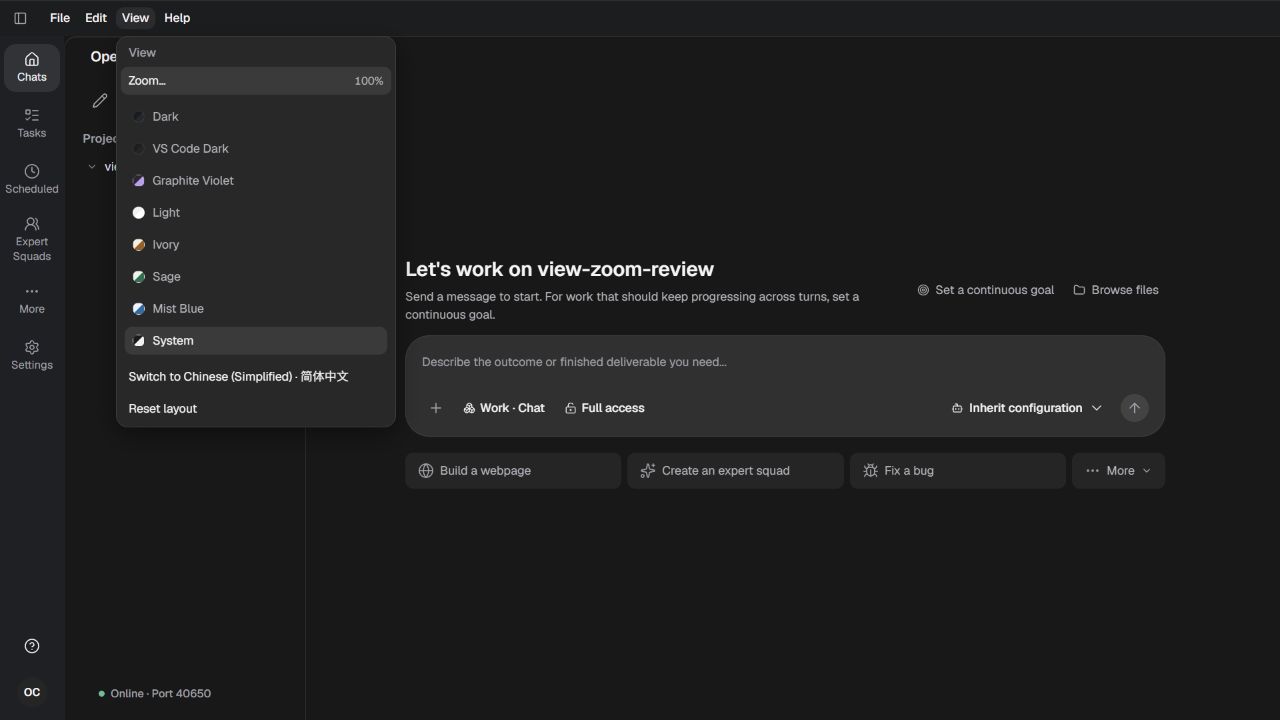 File Edit View Help
Chats
Tasks
Scheduled
Expert
Squads
More
Settings
OC
View
Zoom... 100%
Dark
VS Code Dark
Graphite Violet
Light
Ivory
Sage
Mist Blue
System
Switch to Chinese (Simplified) · 简体中文
Reset layout
Online · Port 40650
Let's work on view-zoom-review
Send a message to start. For work that should keep progressing across turns, set a
continuous goal.
Set a continuous goal Browse files
Describe the outcome or finished deliverable you need...
Work · Chat Full access Inherit configuration
Build a webpage Create an expert squad Fix a bug More